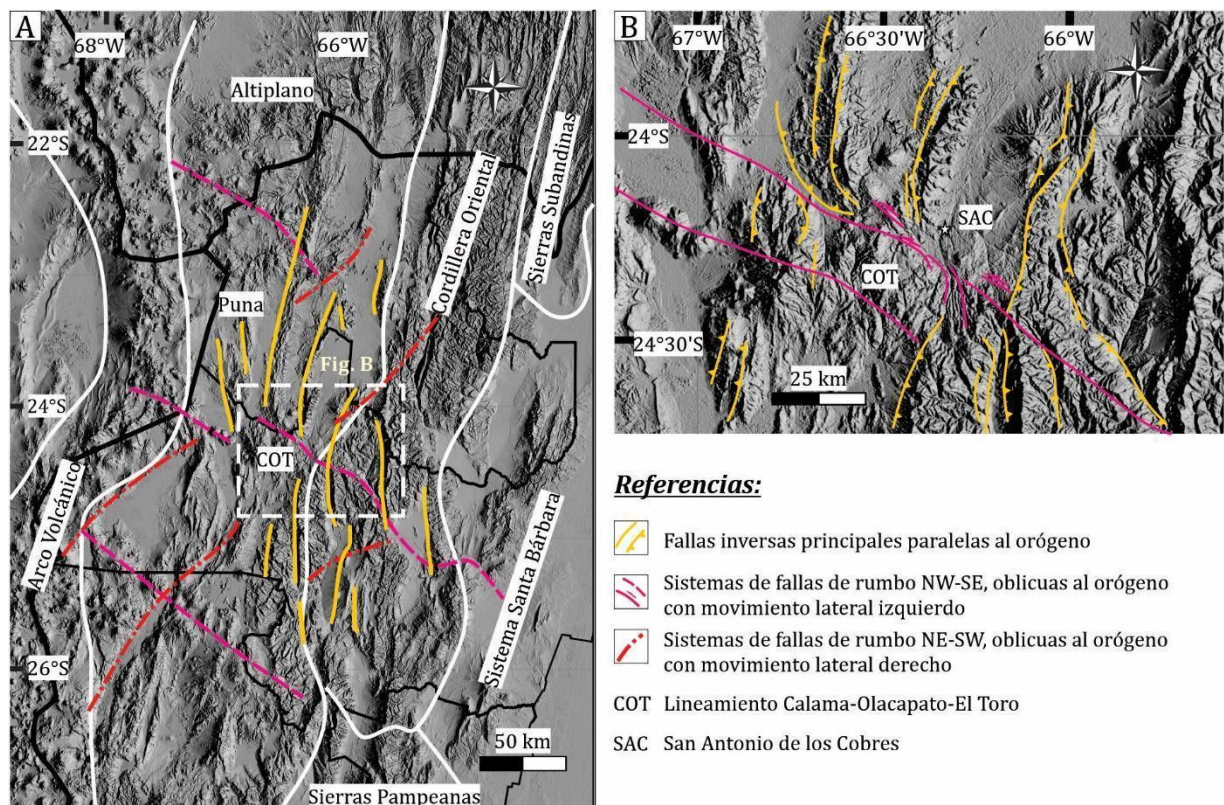 A
68°W
66°W
Altiplano
22°S
Sierras Subandinas
Cordillera Oriental
Puna
Fig. B
24°S
COT
Arco Volcánico
Sistema Santa Bárbara
26°S
50 km
Sierras Pampeanas
B
67°W
66°30'W
66°W
24°S
SAC
COT
24°30'S
25 km
Referencias:
Fallas inversas principales paralelas al orógeno
Sistemas de fallas de rumbo NW-SE, oblicuas al orógeno
con movimiento lateral izquierdo
Sistemas de fallas de rumbo NE-SW, oblicuas al orógeno
con movimiento lateral derecho
COT Lineamiento Calama-Olacapato-El Toro
SAC San Antonio de los Cobres